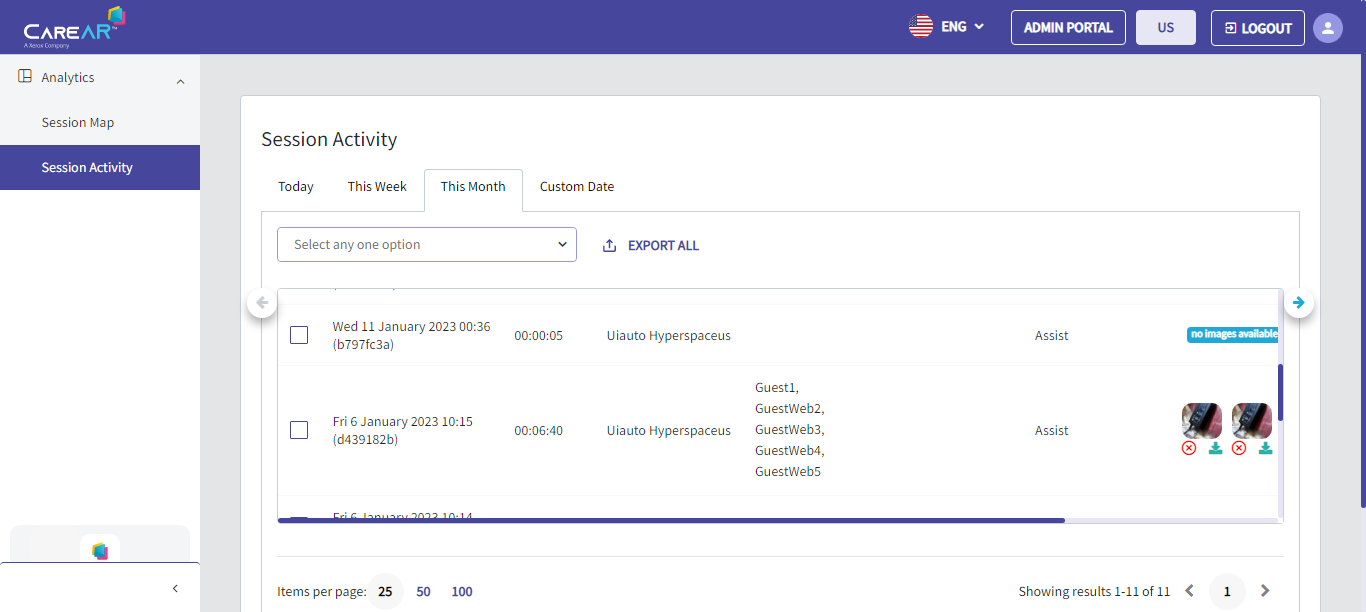 CAREAR™
A Xerox Company
ENG
ADMIN PORTAL
US
LOGOUT
Analytics
Session Map
Session Activity
Session Activity
Today
This Week
This Month
Custom Date
Select any one option
EXPORT ALL
Wed 11 January 2023 00:36
(b797fc3a)
00:00:05
Uiauto Hyperspaceus
Assist
no images available
Fri 6 January 2023 10:15
(d439182b)
00:06:40
Uiauto Hyperspaceus
Guest1,
GuestWeb2,
GuestWeb3,
GuestWeb4,
GuestWeb5
Assist
Fri 6 January 2023 10:14
Items per page: 25 50 100
Showing results 1-11 of 11
1